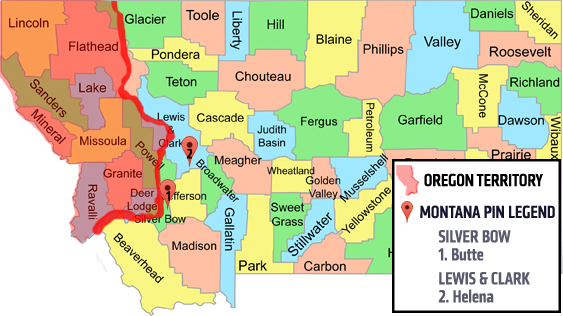 Lincoln
Flathead
Glacier
Toole
Liberty
Hill
Blaine
Phillips
Valley
Daniels
Sheridan
Roosevelt
Pondera
Teton
Chouteau
Richland
McCone
Dawson
Wibaux
Sanders
Lake
Mineral
Missoula
Powell
Lewis
&
Clark
Cascade
Judith
Basin
Fergus
Petroleum
Garfield
Prairie
Granite
Ravalli
Deer
Lodge
Silver Bow
Jefferson
Broadwater
Meagher
Wheatland
Golden
Valley
Musselshell
Beaverhead
Madison
Gallatin
Park
Sweet
Grass
Stillwater
Yellowstone
Carbon
2
1
OREGON TERRITORY
MONTANA PIN LEGEND
SILVER BOW
1. Butte
LEWIS & CLARK
2. Helena